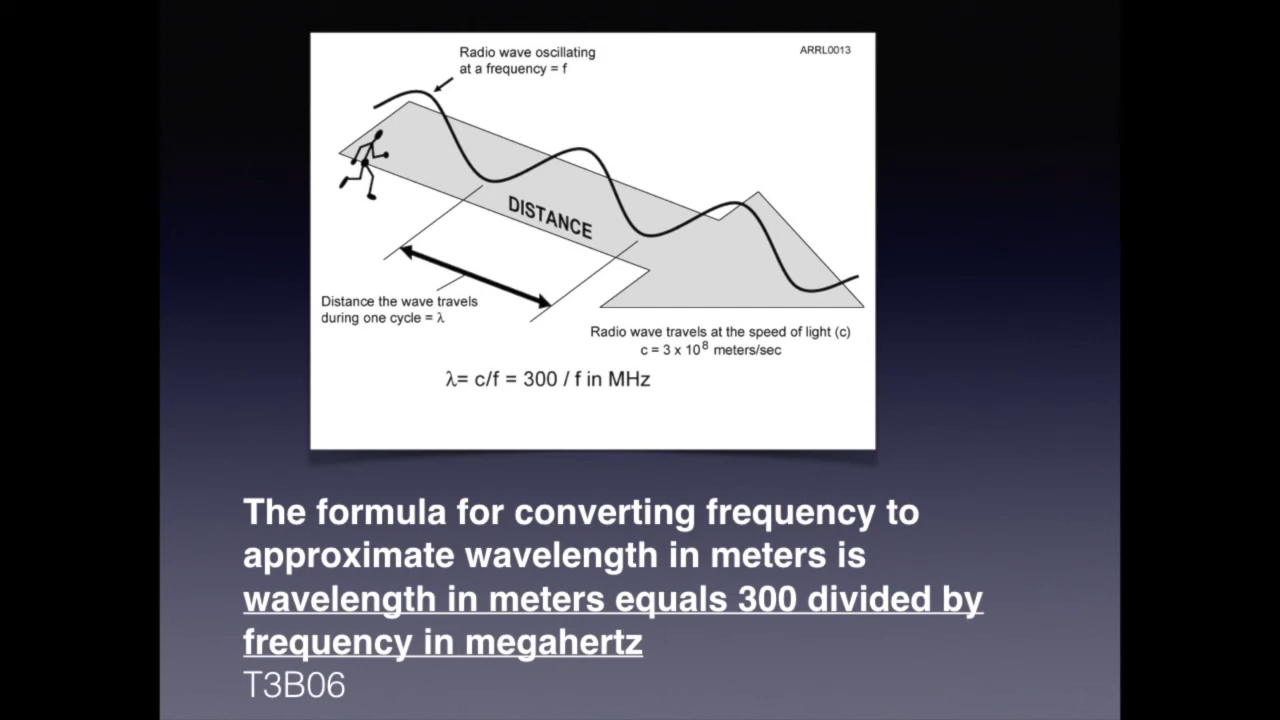 Radio wave oscillating
at a frequency = f
ARRL0013
DISTANCE
Distance the wave travels
during one cycle = λ
Radio wave travels at the speed of light (c)
c = 3 x 10⁸ meters/sec
λ= c/f = 300 / f in MHz
The formula for converting frequency to
approximate wavelength in meters is
wavelength in meters equals 300 divided by
frequency in megahertz
T3B06